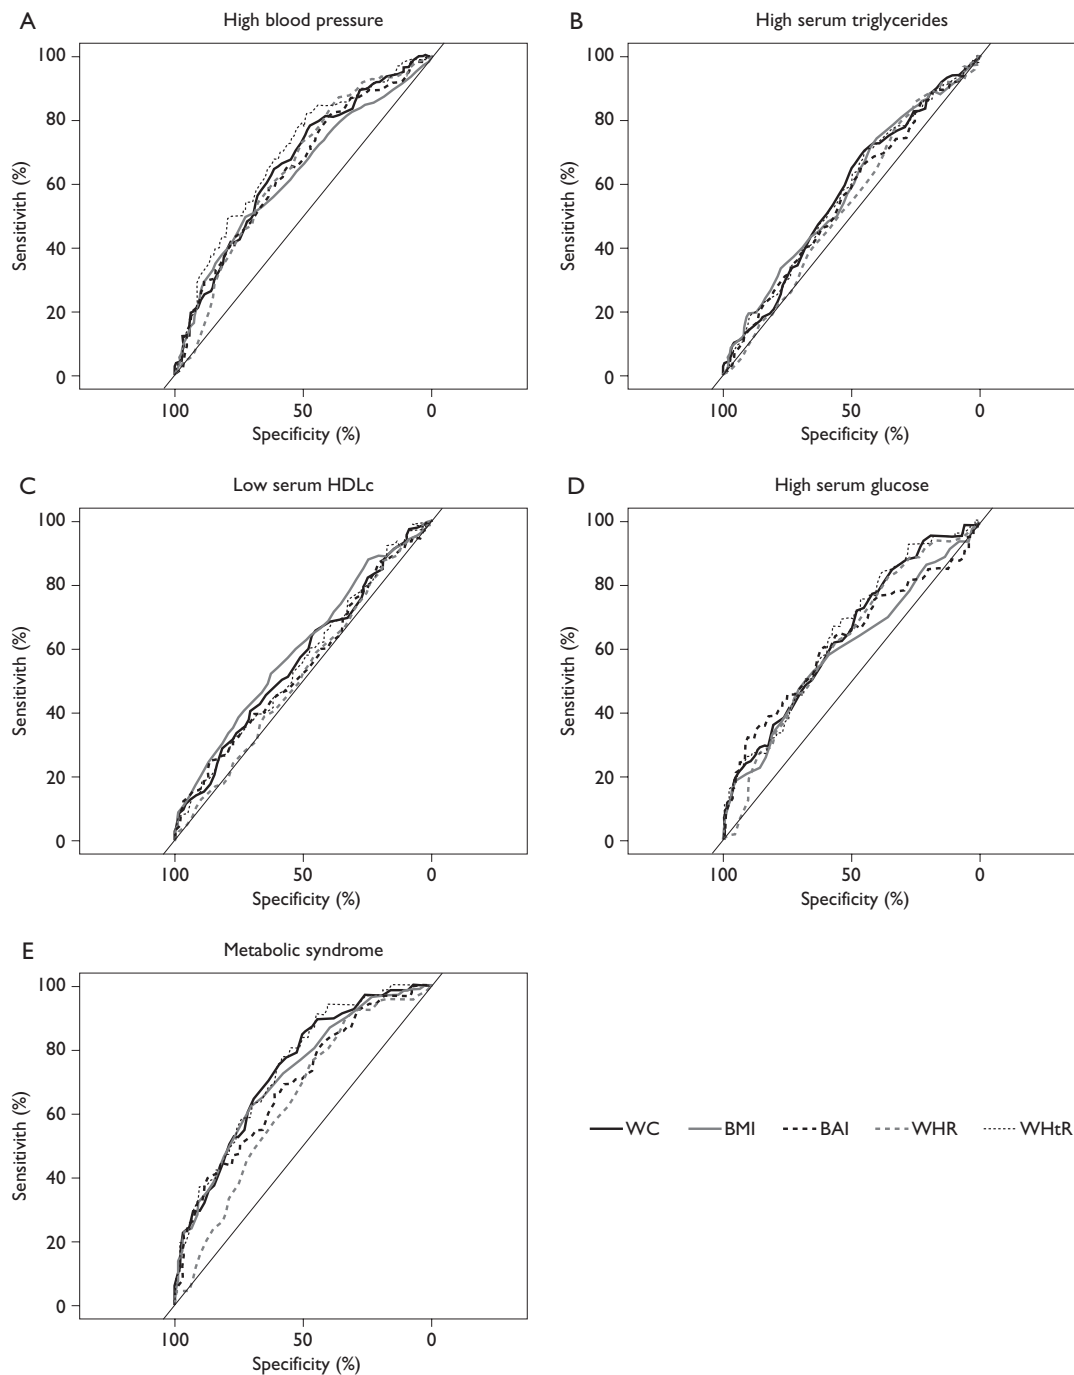 A
High blood pressure
100
80
60
40
20
0
Sensitivith (%)
100 50 0
Specificity (%)
B
High serum triglycerides
100
80
60
40
20
0
Sensitivith (%)
100 50 0
Specificity (%)
C
Low serum HDLc
100
80
60
40
20
0
Sensitivith (%)
100 50 0
Specificity (%)
D
High serum glucose
100
80
60
40
20
0
Sensitivith (%)
100 50 0
Specificity (%)
E
Metabolic syndrome
100
80
60
40
20
0
Sensitivith (%)
100 50 0
Specificity (%)
WC BMI BAI WHR WHtR